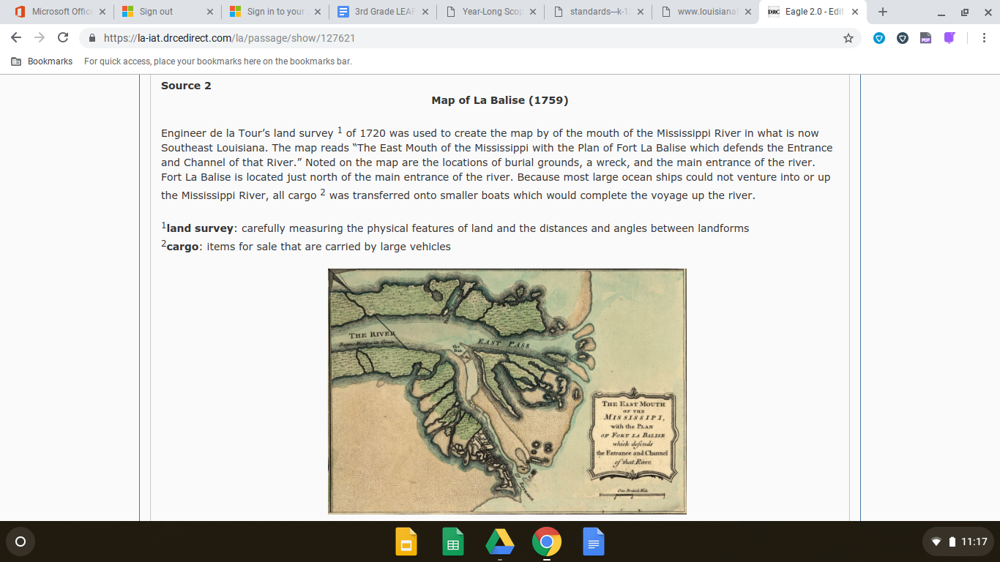 Microsoft Office
Sign out
Sign in to your
3rd Grade LEAP
Year-Long Scop
standards—k-12
www.louisiana
DRC Eagle 2.0 - Edit
https://la-iat.drcedirect.com/la/passage/show/127621
PDF
Bookmarks For quick access, place your bookmarks here on the bookmarks bar.
Source 2
Map of La Balise (1759)
Engineer de la Tour’s land survey 1 of 1720 was used to create the map by of the mouth of the Mississippi River in what is now
Southeast Louisiana. The map reads “The East Mouth of the Mississippi with the Plan of Fort La Balise which defends the Entrance
and Channel of that River.” Noted on the map are the locations of burial grounds, a wreck, and the main entrance of the river.
Fort La Balise is located just north of the main entrance of the river. Because most large ocean ships could not venture into or up
the Mississippi River, all cargo 2 was transferred onto smaller boats which would complete the voyage up the river.
1land survey: carefully measuring the physical features of land and the distances and angles between landforms
2cargo: items for sale that are carried by large vehicles
THE RIVER
EAST PASS
the Bar
THE EAST MOUTH
OF THE
MISSISSIPI,
with the PLAN
OF FORT LA BALISE
which defends
the Entrance and Channel
of that River.
One British Mile
ENTRANCE
11:17